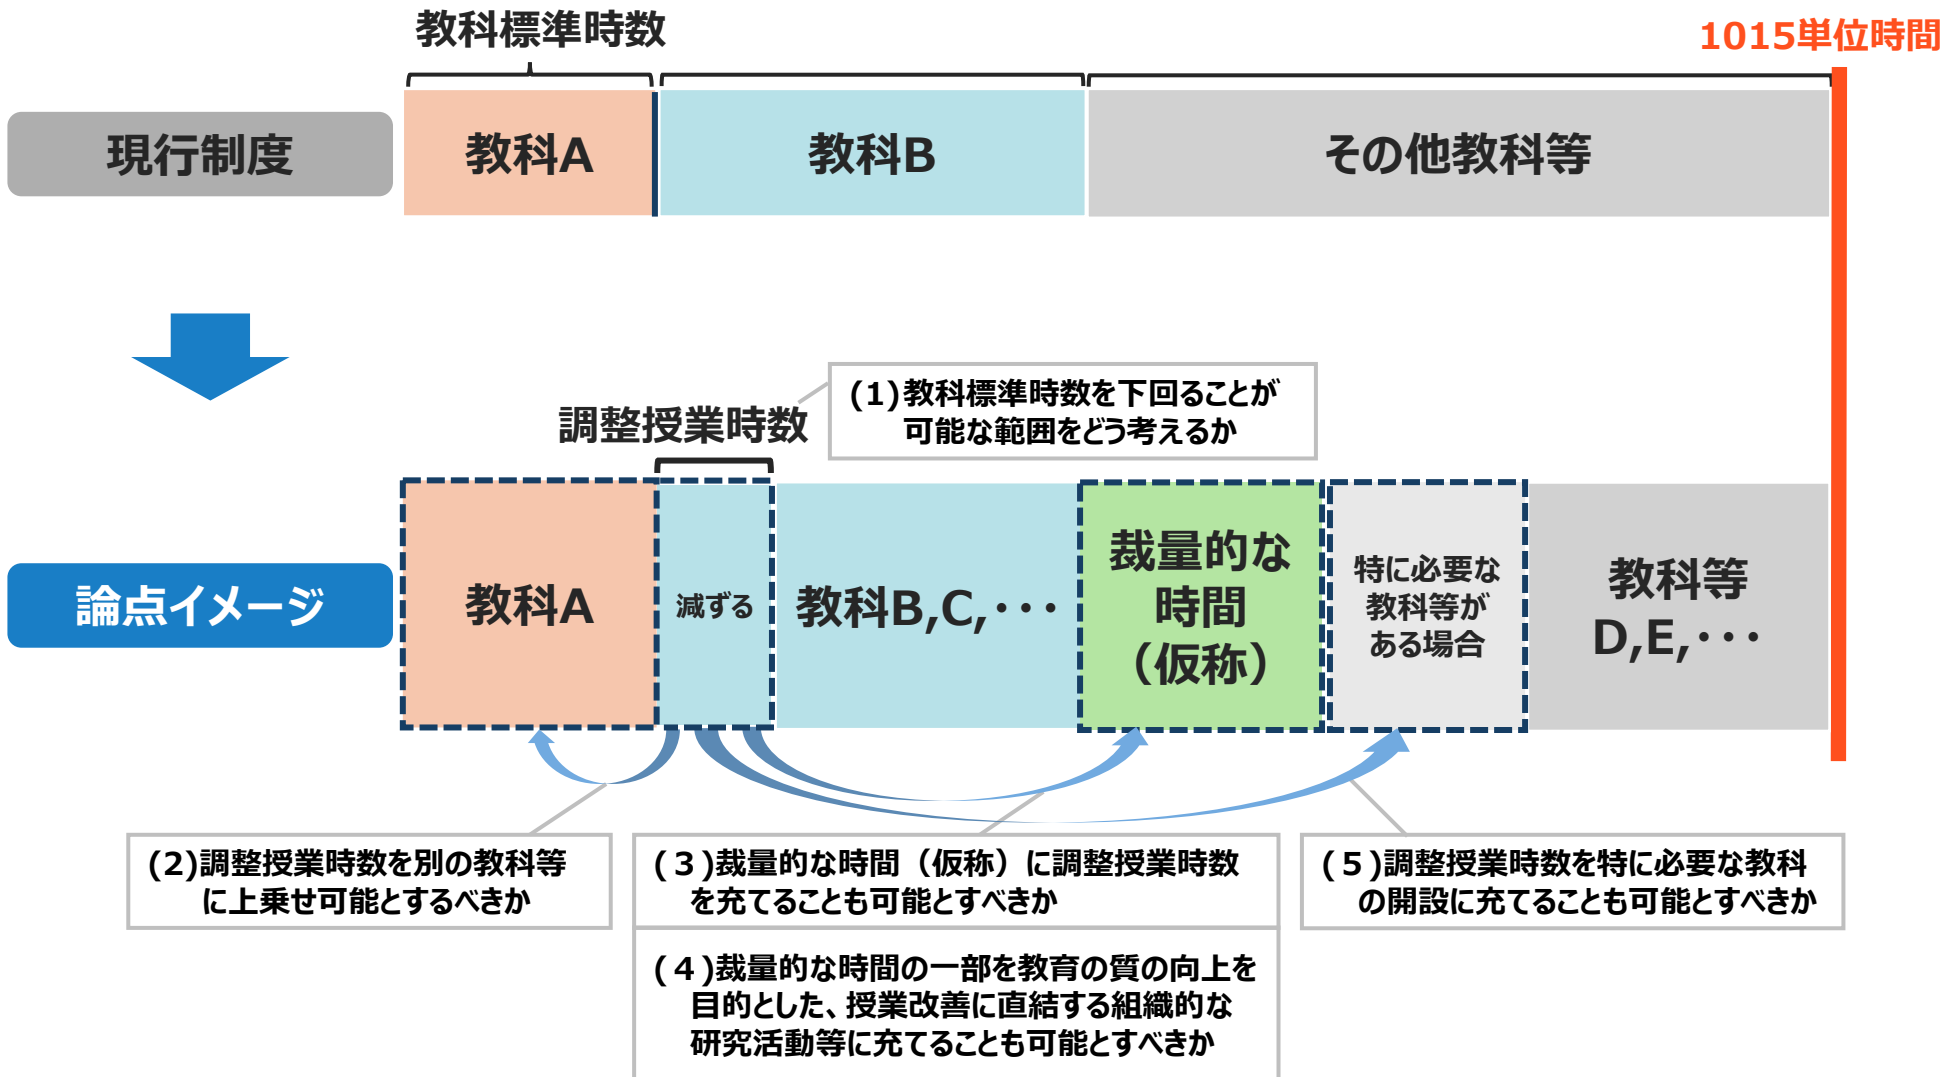 教科標準時数
1015単位時間
現行制度
教科A
教科B
その他教科等
調整授業時数
(1)教科標準時数を下回ることが
可能な範囲をどう考えるか
論点イメージ
教科A
減ずる
教科B,C,・・・
裁量的な
時間
（仮称）
特に必要な
教科等が
ある場合
教科等
D,E,・・・
(2)調整授業時数を別の教科等
に上乗せ可能とするべきか
(３)裁量的な時間（仮称）に調整授業時数
を充てることも可能とすべきか
(４)裁量的な時間の一部を教育の質の向上を
目的とした、授業改善に直結する組織的な
研究活動等に充てることも可能とすべきか
(５)調整授業時数を特に必要な教科
の開設に充てることも可能とすべきか